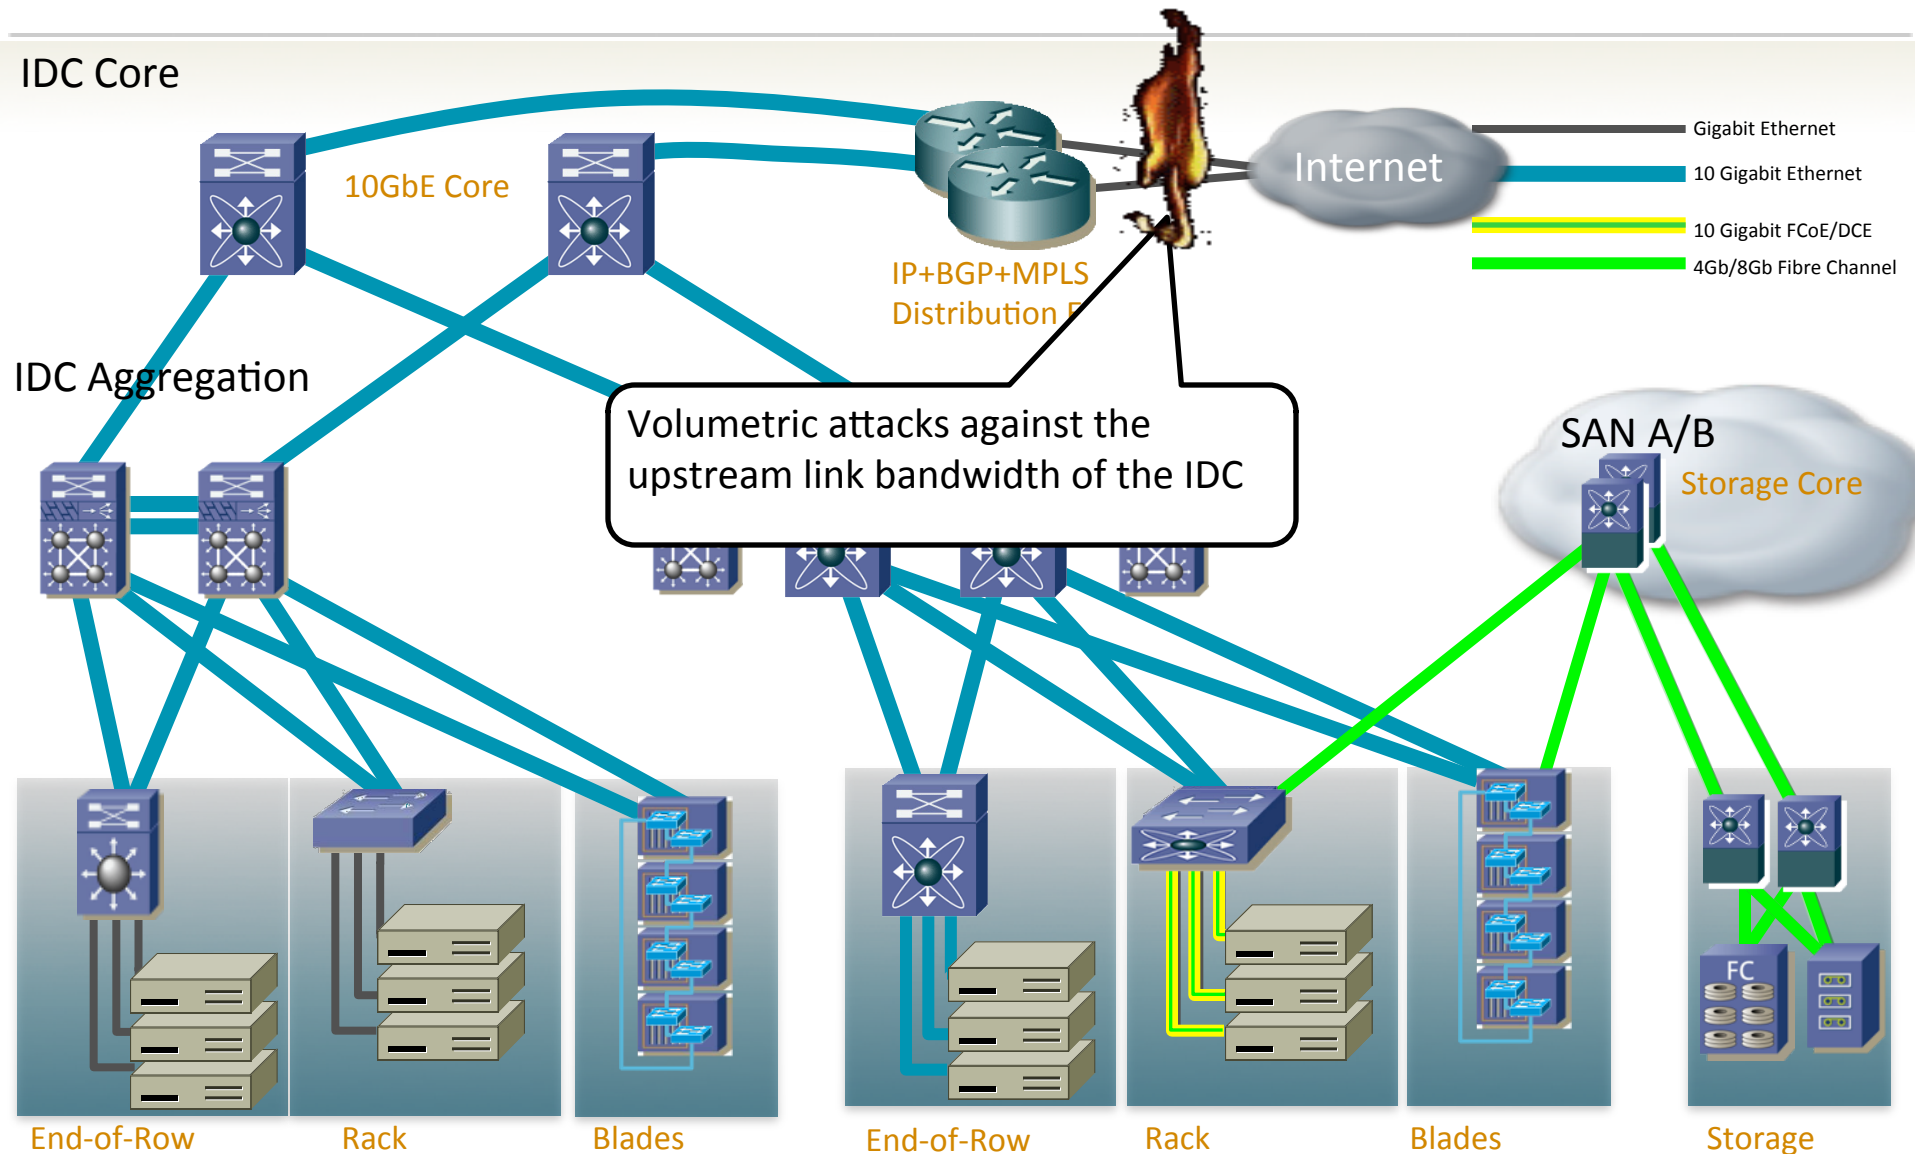 IDC Core
Gigabit Ethernet
Internet
10 Gigabit Ethernet
10GbE Core
10 Gigabit FCoE/DCE
IP+BGP+MPLS
4Gb/8Gb Fibre Channel
Distribution
IDC Aggregation
Volumetric attacks against the
upstream link bandwidth of the IDC
SAN A/B
Storage Core
FC
End-of-Row
Rack
Blades
End-of-Row
Rack
Blades
Storage